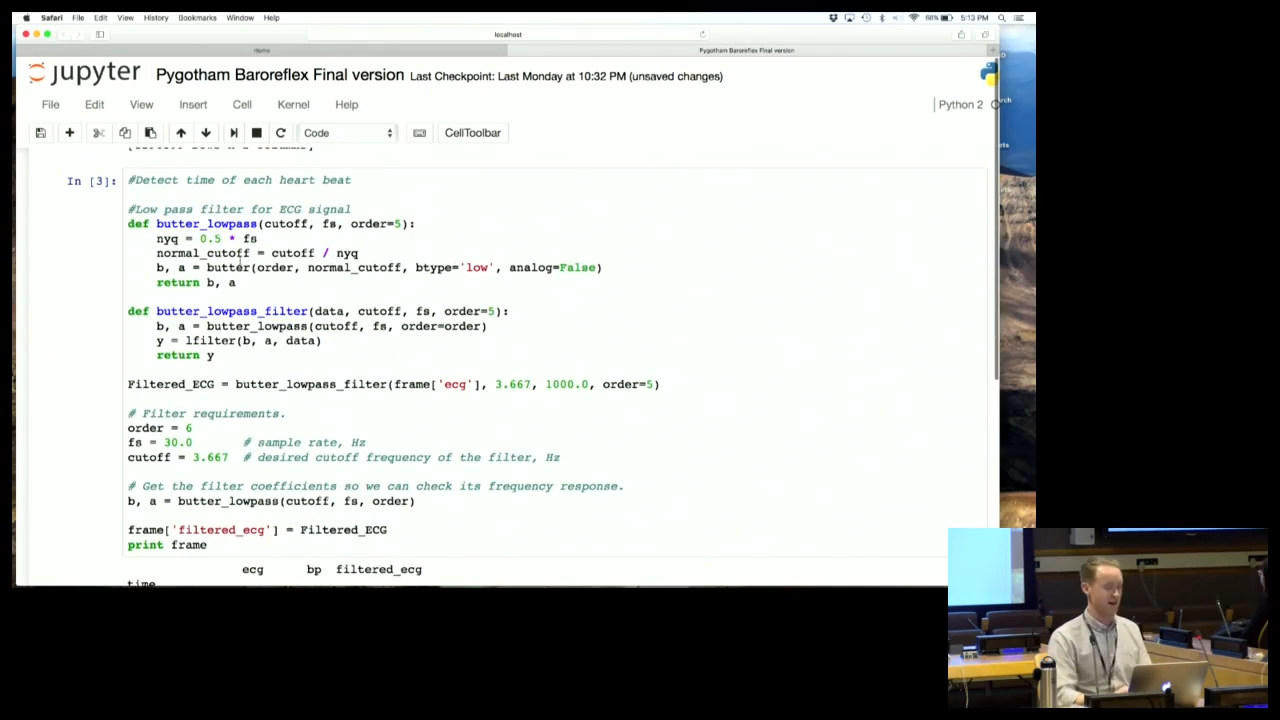 Safari File Edit View History Bookmarks Window Help 5:13 PM
localhost
Home Pygotham Baroreflex Final version
jupyter Pygotham Baroreflex Final version Last Checkpoint: Last Monday at 10:32 PM (unsaved changes)
File Edit View Insert Cell Kernel Help Python 2
Code CellToolbar
In [3]: #Detect time of each heart beat
#Low pass filter for ECG signal
def butter_lowpass(cutoff, fs, order=5):
nyq = 0.5 * fs
normal_cutoff = cutoff / nyq
b, a = butter(order, normal_cutoff, btype='low', analog=False)
return b, a
def butter_lowpass_filter(data, cutoff, fs, order=5):
b, a = butter_lowpass(cutoff, fs, order=order)
y = lfilter(b, a, data)
return y
Filtered_ECG = butter_lowpass_filter(frame['ecg'], 3.667, 1000.0, order=5)
# Filter requirements.
order = 6
fs = 30.0 # sample rate, Hz
cutoff = 3.667 # desired cutoff frequency of the filter, Hz
# Get the filter coefficients so we can check its frequency response.
b, a = butter_lowpass(cutoff, fs, order)
frame['filtered_ecg'] = Filtered_ECG
print frame
ecg bp filtered_ecg
time